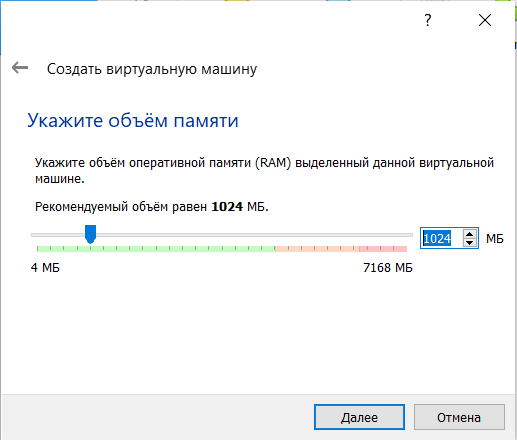 ?
Создать виртуальную машину
Укажите объём памяти
Укажите объём оперативной памяти (RAM) выделенный данной виртуальной
машине.
Рекомендуемый объём равен 1024 МБ.
1024 МБ
4 МБ 7168 МБ
Далее Отмена